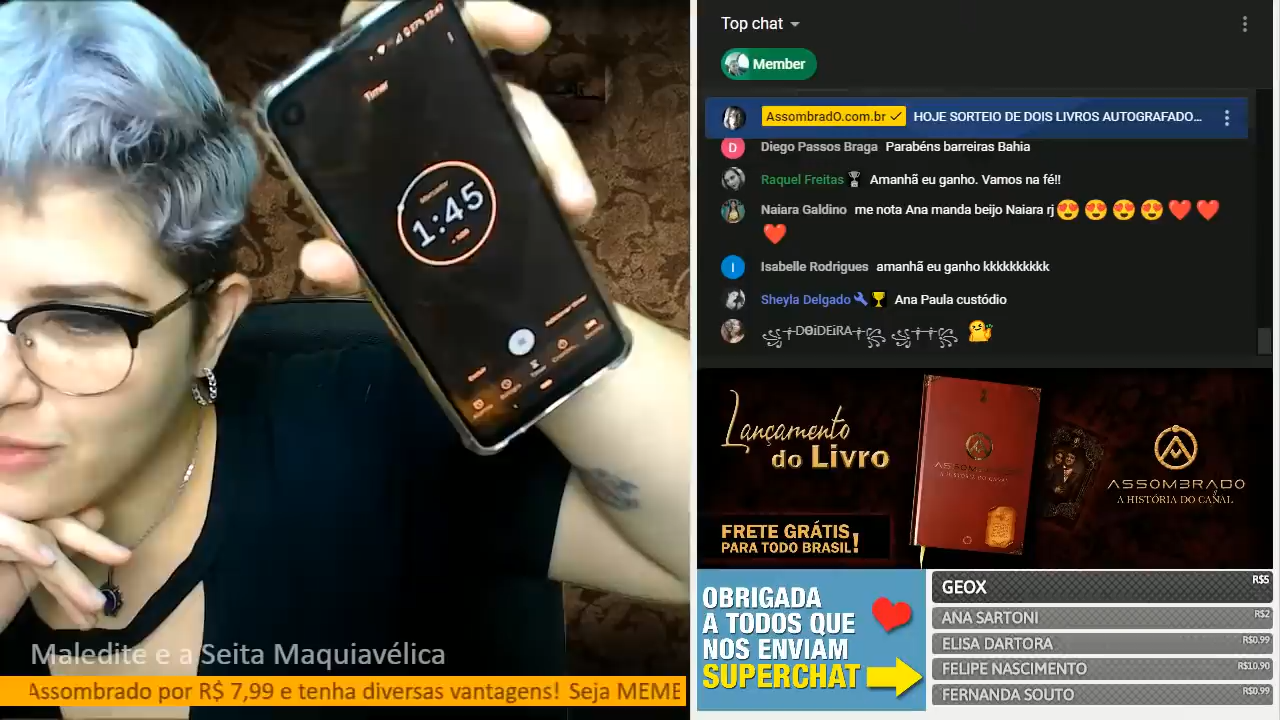 Timer
1:45
Maledite e a Seita Maquiavélica
Assombrado por R$ 7,99 e tenha diversas vantagens! Seja MEME
Top chat
Member
AssombradO.com.br HOJE SORTEIO DE DOIS LIVROS AUTOGRAFADO...
D Diego Passos Braga Parabéns barreiras Bahia
Raquel Freitas Amanhã eu ganho. Vamos na fé!!
Naiara Galdino me nota Ana manda beijo Naiara rj😍😍😍😍❤️❤️
❤️
I Isabelle Rodrigues amanhã eu ganho kkkkkkkkkk
Sheyla Delgado Ana Paula custódio
Lançamento
do Livro
FRETE GRÁTIS
PARA TODO BRASIL!
ASSOMBRADO
A HISTÓRIA DO CANAL
ASSOMBRADO
A HISTÓRIA DO CANAL
OBRIGADA
A TODOS QUE
NOS ENVIAM
SUPERCHAT
GEOX R$5
ANA SARTONI R$2
ELISA DARTORA R$0.99
FELIPE NASCIMENTO R$10.90
FERNANDA SOUTO R$0.99